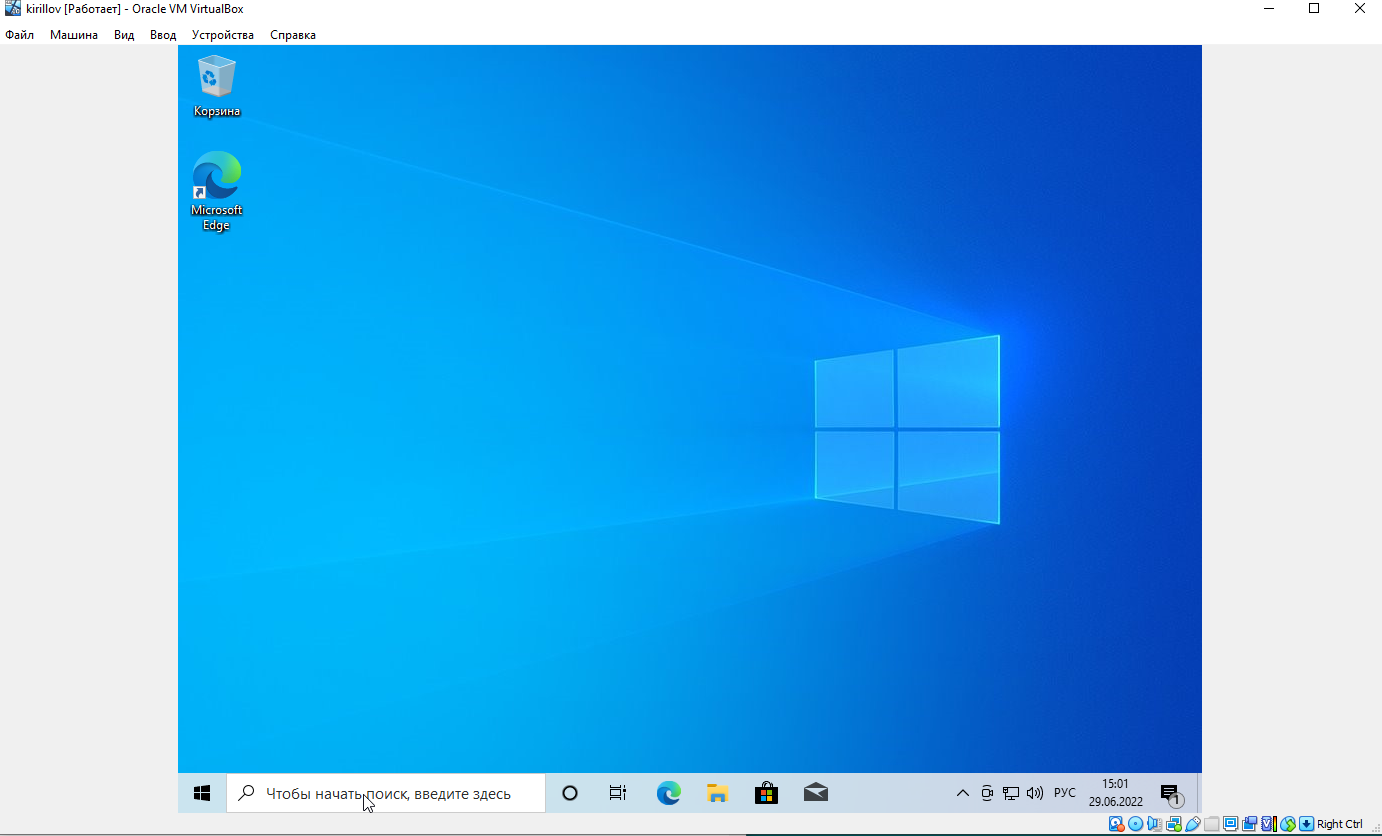 kirillov [Работает] - Oracle VM VirtualBox
Файл Машина Вид Ввод Устройства Справка
Корзина
Microsoft
Edge
Чтобы начать поиск, введите здесь
РУС
15:01
29.06.2022
1
Right Ctrl